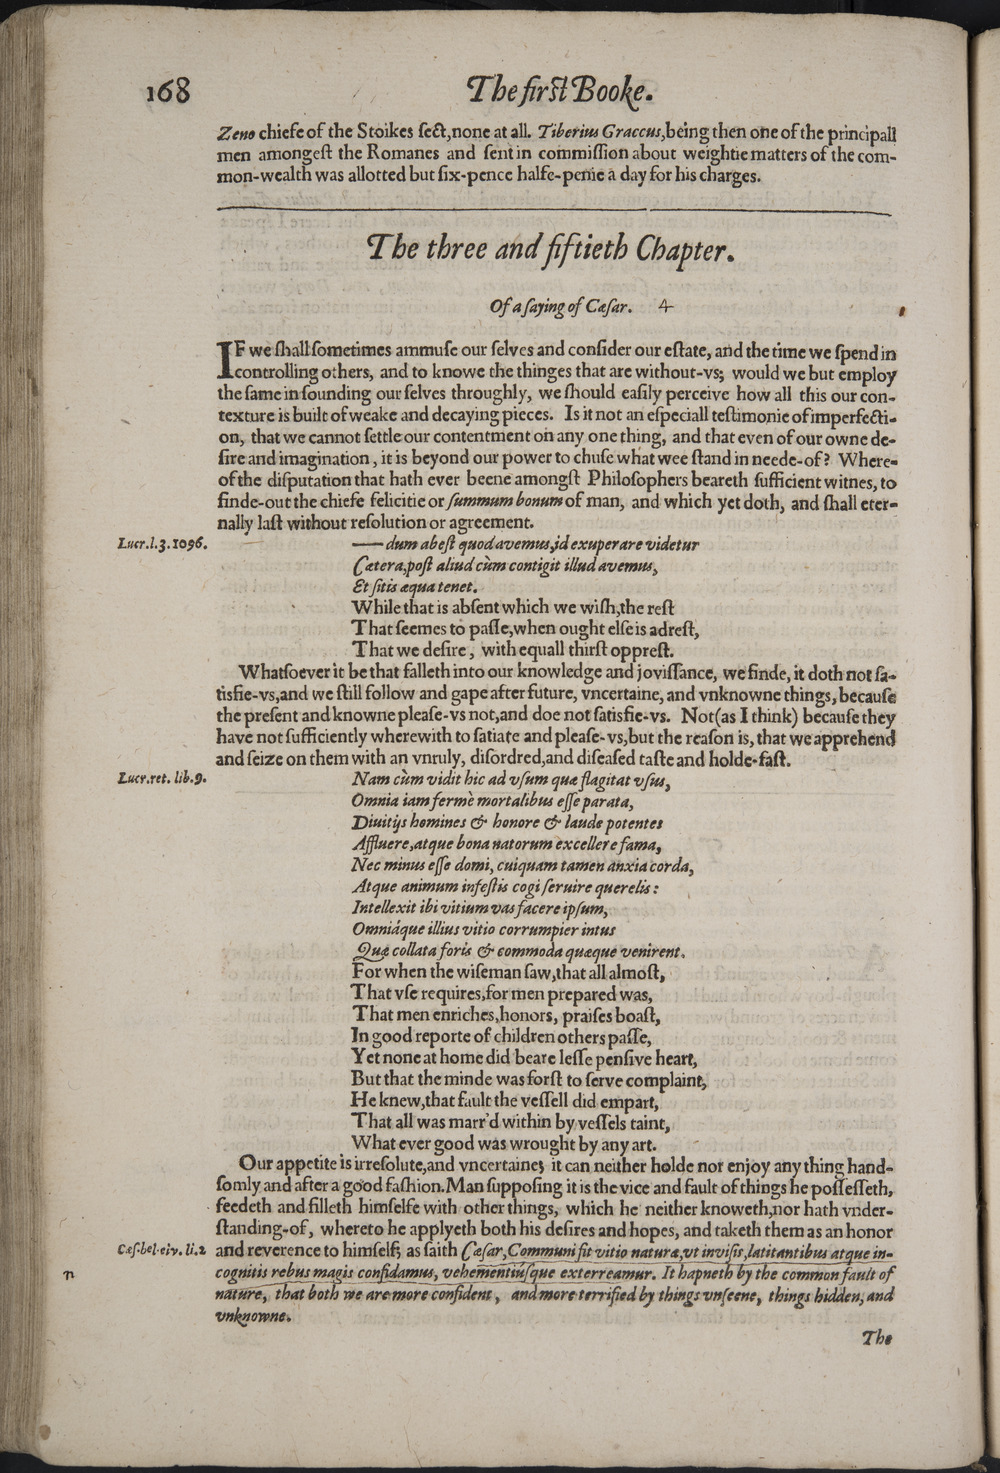 168
The first Booke.
Zeno chiefe of the Stoikes ſect, none at all. Tiberius Graccus, being then one of the principall
men amongeſt the Romanes and ſent in commiſſion about weightie matters of the com-
mon-wealth was allotted but ſix-pence halfe-penie a day for his charges.
The three and fiftieth Chapter.
Of a ſaying of Cæſar. 4
IF we ſhall ſometimes ammuſe our ſelves and conſider our eſtate, and the time we ſpend in
controlling others, and to knowe the thinges that are without-vs; would we but employ
the ſame in ſounding our ſelves throughly, we ſhould eaſily perceive how all this our con-
texture is built of weake and decaying pieces. Is it not an eſpeciall teſtimonie of imperfecti-
on, that we cannot ſettle our contentment on any one thing, and that even of our owne de-
ſire and imagination, it is beyond our power to chuſe what wee ſtand in neede-of? Where-
of the diſputation that hath ever beene amongſt Philoſophers beareth ſufficient witnes, to
finde-out the chiefe felicitie or ſummum bonum of man, and which yet doth, and ſhall eter-
nally laſt without reſolution or agreement.
Lucr.l.3.1096.
—— dum abeſt quod avemus, id exuperare videtur
Cætera, poſt aliud cùm contigit illud avemus,
Et ſitis æqua tenet.
While that is abſent which we wiſh, the reſt
That ſeemes to paſſe, when ought elſe is adreſt,
That we deſire, with equall thirſt oppreſt.
Whatſoever it be that falleth into our knowledge and joviſſance, we finde, it doth not ſa-
tisfie-vs, and we ſtill follow and gape after future, vncertaine, and vnknowne things, becauſe
the preſent and knowne pleaſe-vs not, and doe not ſatisfie-vs. Not (as I think) becauſe they
have not ſufficiently wherewith to ſatiate and pleaſe-vs, but the reaſon is, that we apprehend
and ſeize on them with an vnruly, diſordred, and diſeaſed taſte and holde-faſt.
Lucr.ret. lib.9.
Nam cùm vidit hic ad vſum quæ flagitat vſus,
Omnia iam fermè mortalibus eſſe parata,
Diuitijs homines & honore & laude potentes
Affluere, atque bona natorum excellere fama,
Nec minus eſſe domi, cuiquam tamen anxia corda,
Atque animum infeſtis cogi ſeruire querelis:
Intellexit ibi vitium vas facere ipſum,
Omniáque illius vitio corrumpier intus
Quæ collata foris & commoda quæque venirent.
For when the wiſeman ſaw, that all almoſt,
That vſe requires, for men prepared was,
That men enriches, honors, praiſes boaſt,
In good reporte of children others paſſe,
Yet none at home did beare leſſe penſive heart,
But that the minde was forſt to ſerve complaint,
He knew, that fault the veſſell did empart,
That all was marr'd within by veſſels taint,
What ever good was wrought by any art.
Our appetite is irreſolute, and vncertaine; it can neither holde nor enjoy any thing hand-
ſomly and after a good faſhion. Man ſuppoſing it is the vice and fault of things he poſſeſſeth,
feedeth and filleth himſelfe with other things, which he neither knoweth, nor hath vnder-
ſtanding-of, whereto he applyeth both his deſires and hopes, and taketh them as an honor
Cæſ.bel.civ. li.2
and reverence to himſelf; as ſaith Cæſar, Communi fit vitio naturæ, vt inviſis, latitantibus atque in-
n
cognitis rebus magis confidamus, vehementiúſque exterreamur. It hapneth by the common fault of
nature, that both we are more confident, and more terrified by things vnſeene, things hidden, and
vnknowne.
The